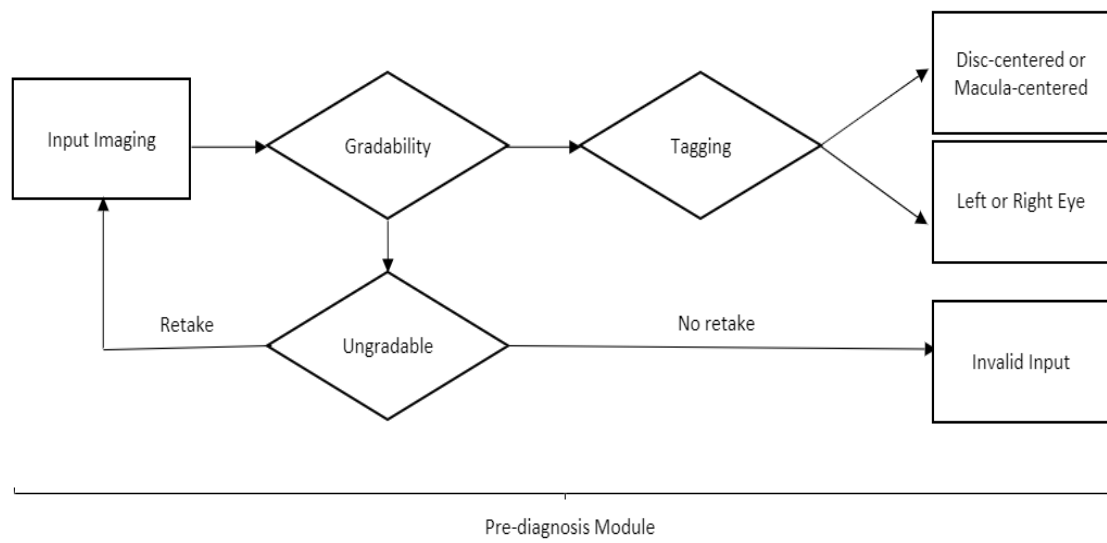 Disc-centered or
Macula-centered
Input Imaging
Gradability
Tagging
Left or Right Eye
Retake
No retake
Ungradable
Invalid Input
Pre-diagnosis Module